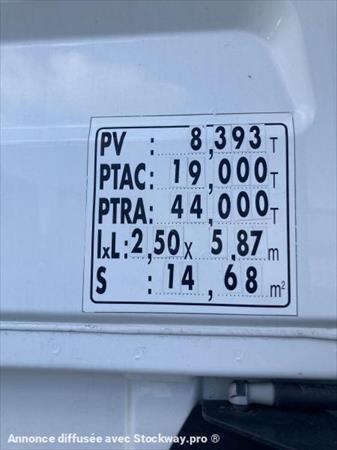 PV : 8,393 T
PTAC: 19,000 T
PTRA: 44,000 T
lxL: 2,50 x 5,87 m
S : 14,68 m²
Annonce diffusée avec Stockway.pro ®